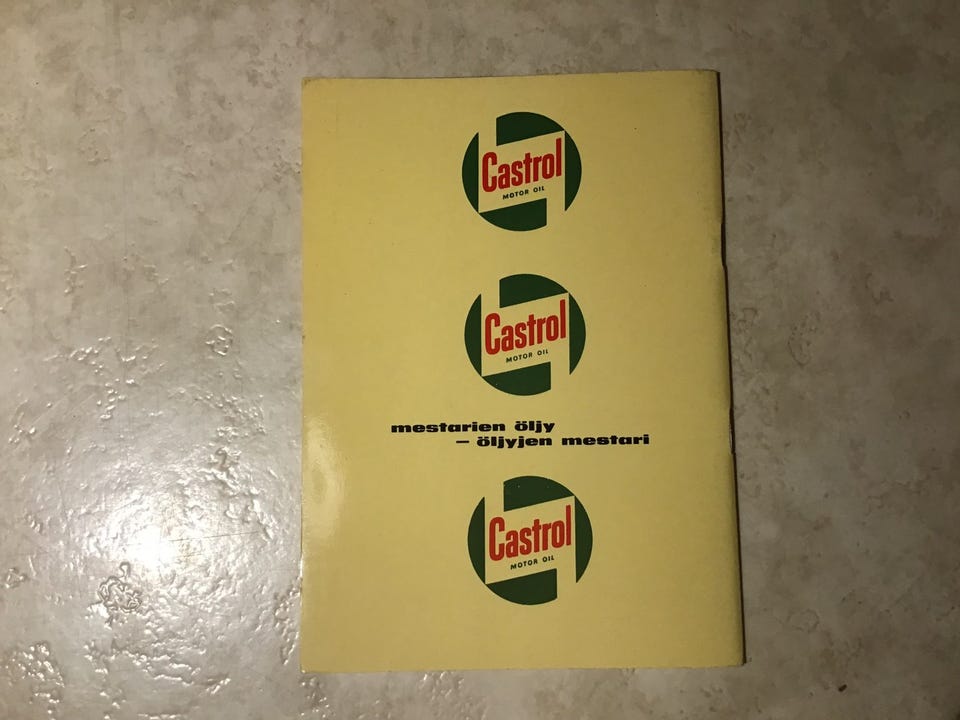 Castrol
MOTOR OIL
Castrol
MOTOR OIL
mestarien öljy
– öljyjen mestari
Castrol
MOTOR OIL